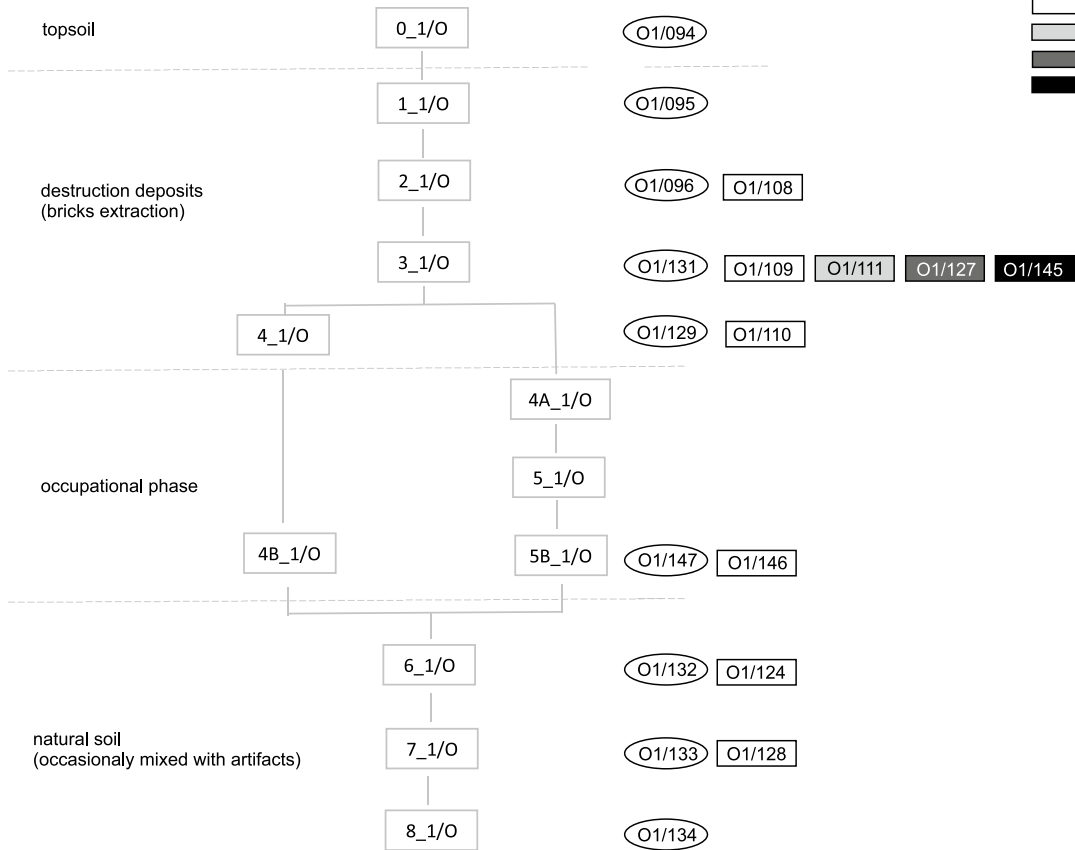 topsoil
0_1/O
O1/094
1_1/O
O1/095
destruction deposits
(bricks extraction)
2_1/O
O1/096
O1/108
3_1/O
O1/131
O1/109
O1/111
O1/127
O1/145
4_1/O
O1/129
O1/110
4A_1/O
occupational phase
5_1/O
4B_1/O
5B_1/O
O1/147
O1/146
6_1/O
O1/132
O1/124
natural soil
(occasionaly mixed with artifacts)
7_1/O
O1/133
O1/128
8_1/O
O1/134